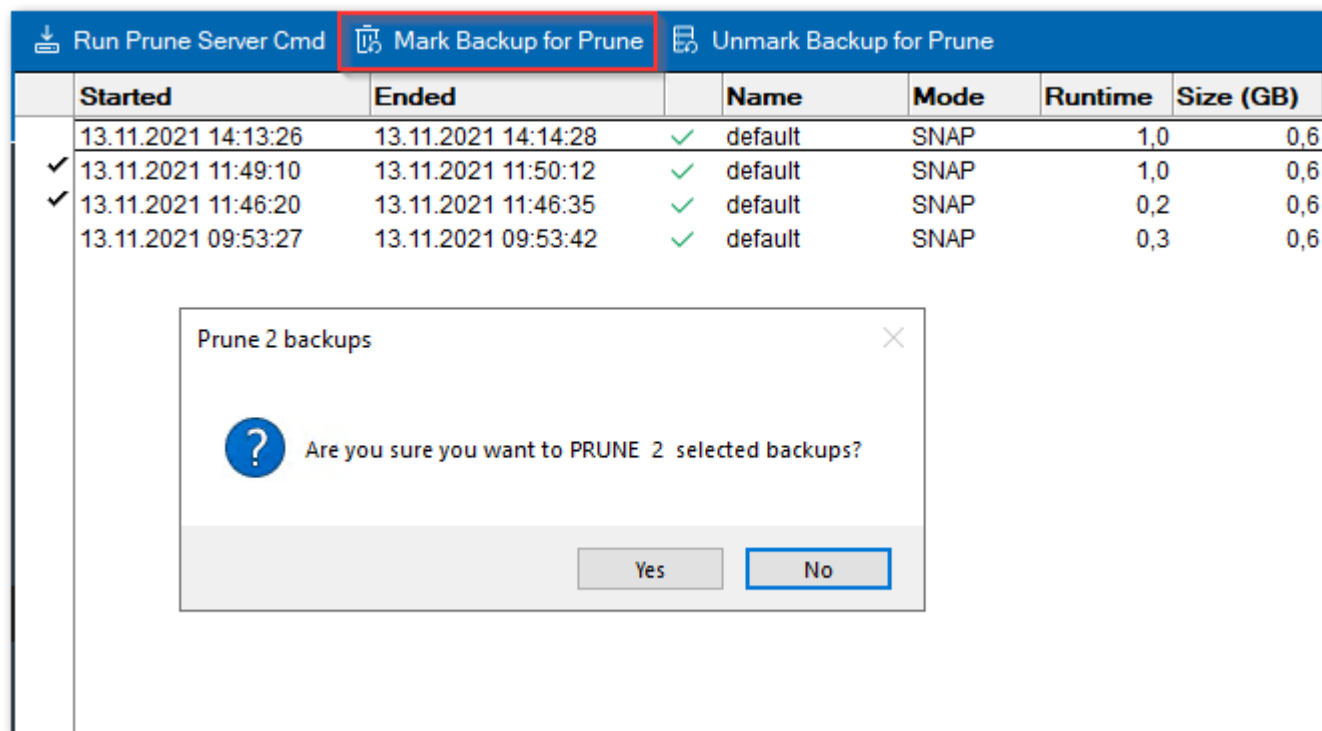 Run Prune Server Cmd Mark Backup for Prune Unmark Backup for Prune
Started Ended Name Mode Runtime Size (GB)
13.11.2021 14:13:26 13.11.2021 14:14:28 default SNAP 1,0 0,6
13.11.2021 11:49:10 13.11.2021 11:50:12 default SNAP 1,0 0,6
13.11.2021 11:46:20 13.11.2021 11:46:35 default SNAP 0,2 0,6
13.11.2021 09:53:27 13.11.2021 09:53:42 default SNAP 0,3 0,6
Prune 2 backups
Are you sure you want to PRUNE 2 selected backups?
Yes No